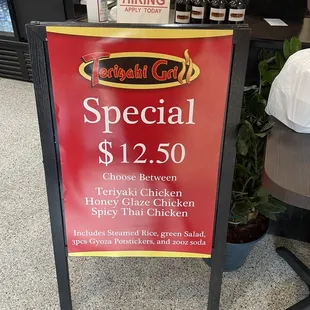 HIRING
APPLY TODAY
Teriyaki Grill
Special
$12.50
Choose Between
Teriyaki Chicken
Honey Glaze Chicken
Spicy Thai Chicken
Includes Steamed Rice, green Salad,
3pcs Gyoza Potstickers, and 20oz soda